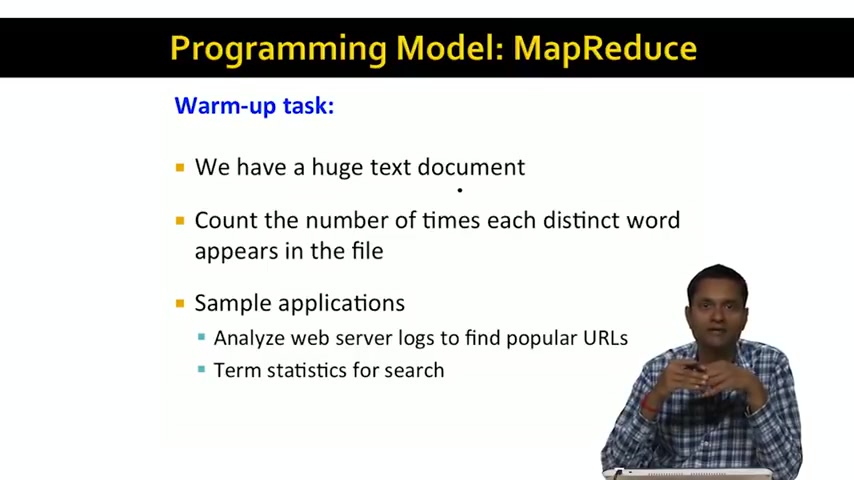 Programming Model: MapReduce
Warm-up task:
We have a huge text document
Count the number of times each distinct word
appears in the file
Sample applications
Analyze web server logs to find popular URLs
Term statistics for search